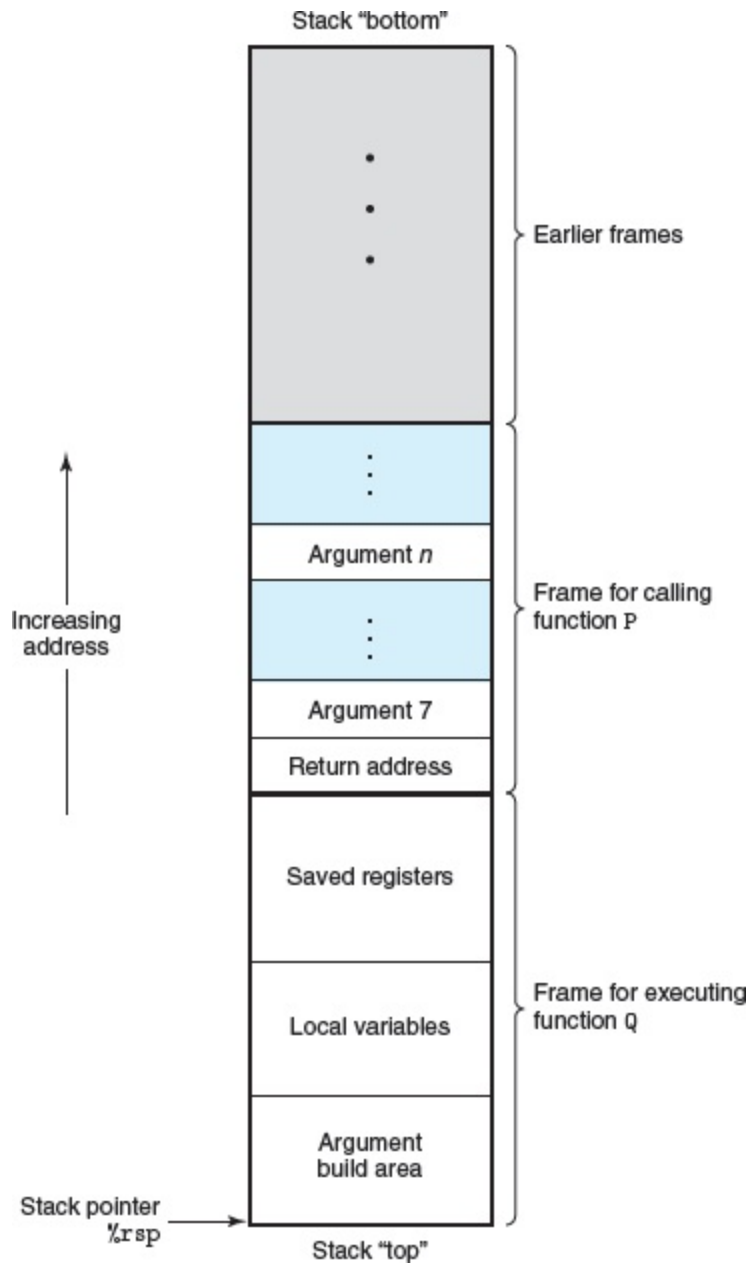 Stack “bottom”
Earlier frames
Argument n
Frame for calling
function P
Increasing
address
Argument 7
Return address
Saved registers
Frame for executing
function Q
Local variables
Argument
build area
Stack pointer
%rsp
Stack “top”